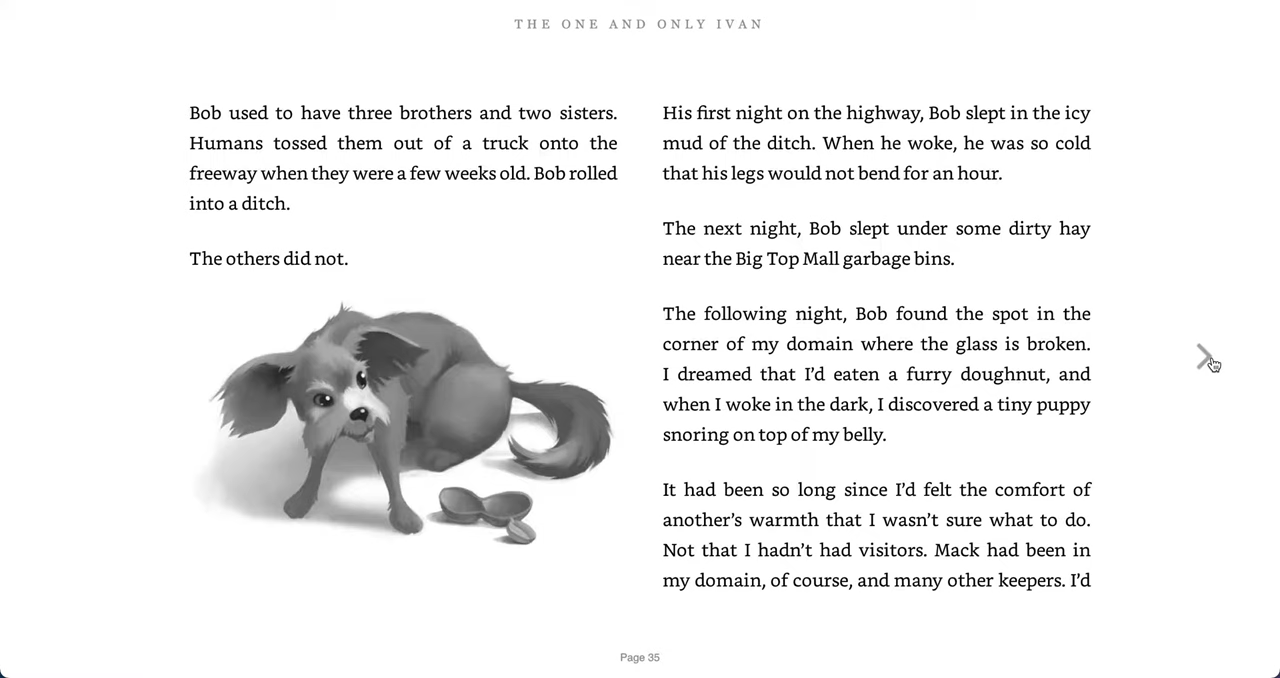 THE ONE AND ONLY IVAN
Bob used to have three brothers and two sisters.
Humans tossed them out of a truck onto the
freeway when they were a few weeks old. Bob rolled
into a ditch.
The others did not.
His first night on the highway, Bob slept in the icy
mud of the ditch. When he woke, he was so cold
that his legs would not bend for an hour.
The next night, Bob slept under some dirty hay
near the Big Top Mall garbage bins.
The following night, Bob found the spot in the
corner of my domain where the glass is broken.
I dreamed that I’d eaten a furry doughnut, and
when I woke in the dark, I discovered a tiny puppy
snoring on top of my belly.
It had been so long since I’d felt the comfort of
another’s warmth that I wasn’t sure what to do.
Not that I hadn’t had visitors. Mack had been in
my domain, of course, and many other keepers. I’d
Page 35